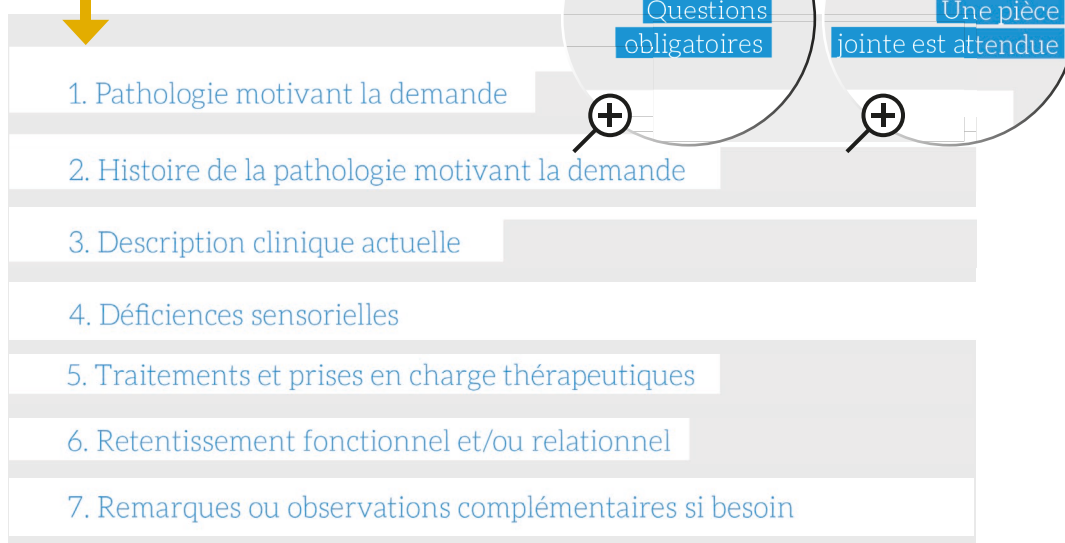 Questions
obligatoires
Une pièce
jointe est attendue
1. Pathologie motivant la demande
2. Histoire de la pathologie motivant la demande
3. Description clinique actuelle
4. Déficiences sensorielles
5. Traitements et prises en charge thérapeutiques
6. Retentissement fonctionnel et/ou relationnel
7. Remarques ou observations complémentaires si besoin